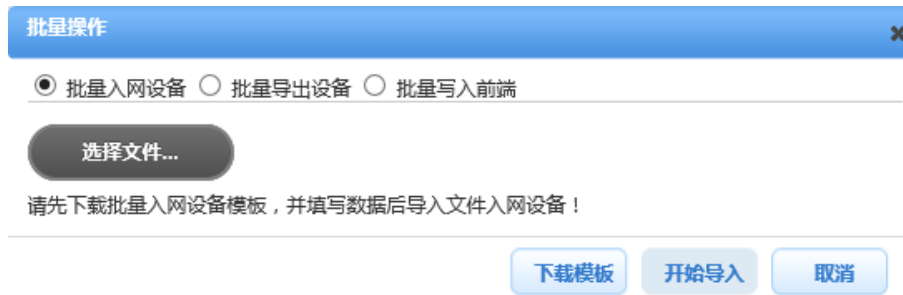 批量操作
批量入网设备 批量导出设备 批量写入前端
选择文件...
请先下载批量入网设备模板，并填写数据后导入文件入网设备！
下载模板 开始导入 取消